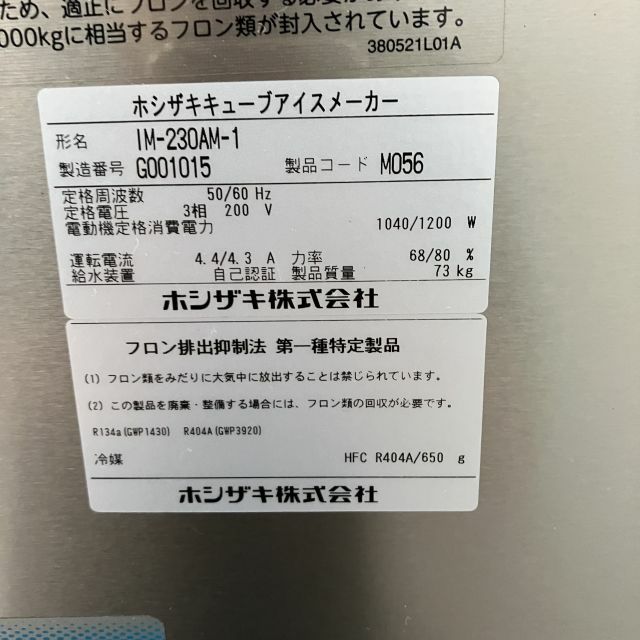 ため、適正にフロンを回収する必要が
000kgに相当するフロン類が封入されています。
380521L01A
ホシザキキューブアイスメーカー
形名 IM-230AM-1
製造番号 G001015 製品コード M056
定格周波数 50/60 Hz
定格電圧 3相 200 V
電動機定格消費電力 1040/1200 W
運転電流 4.4/4.3 A 力率 68/80 %
給水装置 自己認証 製品質量 73 kg
ホシザキ株式会社
フロン排出抑制法 第一種特定製品
(1) フロン類をみだりに大気中に放出することは禁じられています。
(2) この製品を廃棄・整備する場合には、フロン類の回収が必要です。
R134a(GWP1430) R404A(GWP3920)
冷媒 HFC R404A/650 g
ホシザキ株式会社